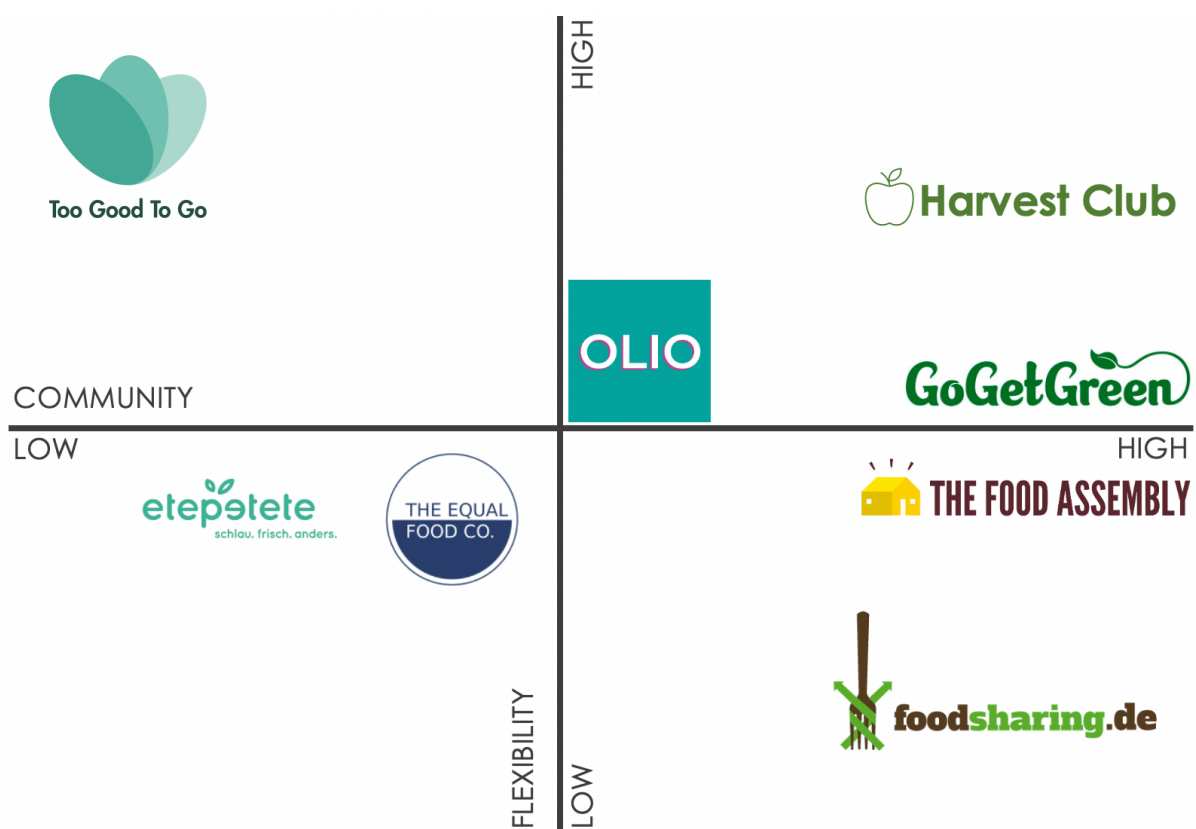 HIGH
Too Good To Go
Harvest Club
OLIO
GoGetGreen
COMMUNITY
LOW
HIGH
etepetete
schlau. frisch. anders.
THE EQUAL
FOOD CO.
THE FOOD ASSEMBLY
foodsharing.de
FLEXIBILITY
LOW